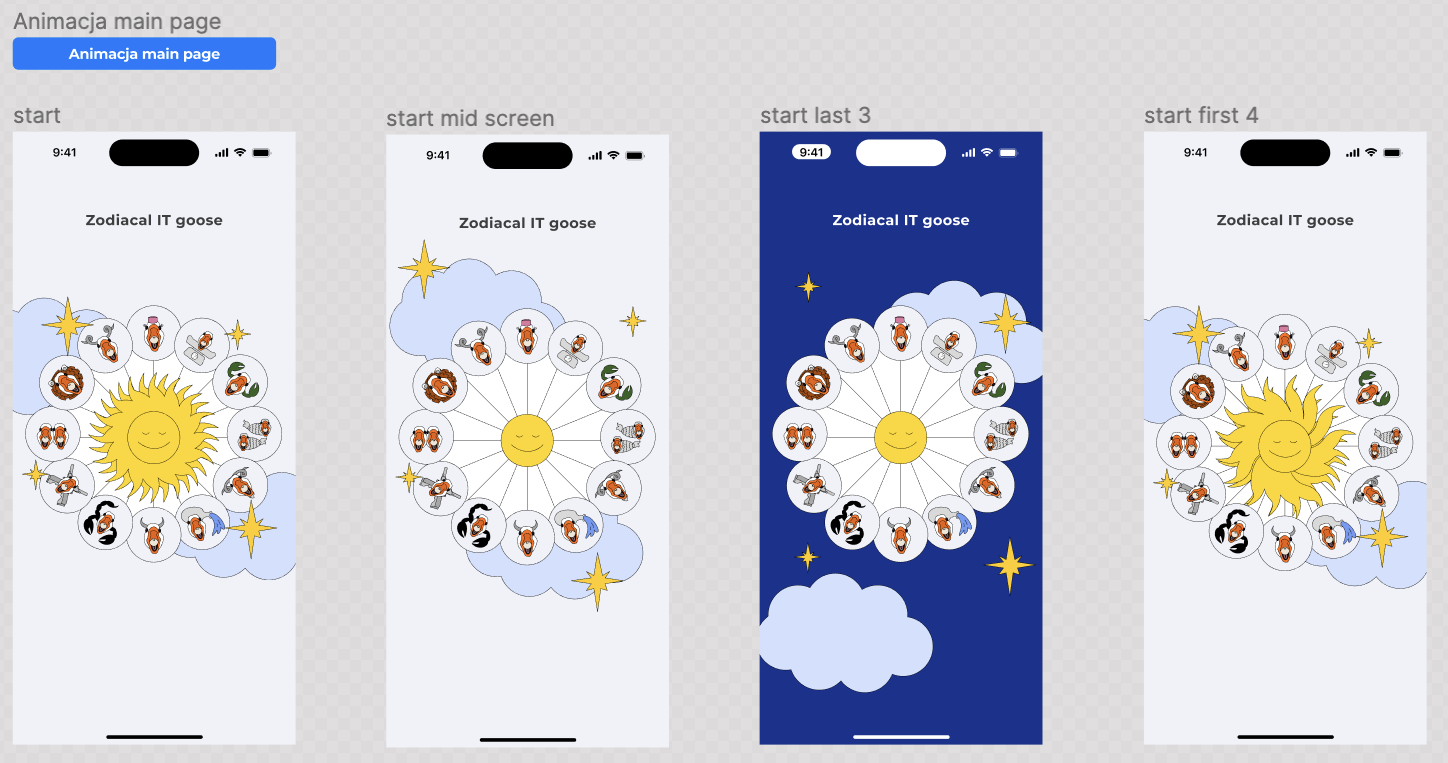 Animacja main page
Animacja main page
start
start mid screen
start last 3
start first 4
9:41
9:41
9:41
9:41
Zodiacal IT goose
Zodiacal IT goose
Zodiacal IT goose
Zodiacal IT goose